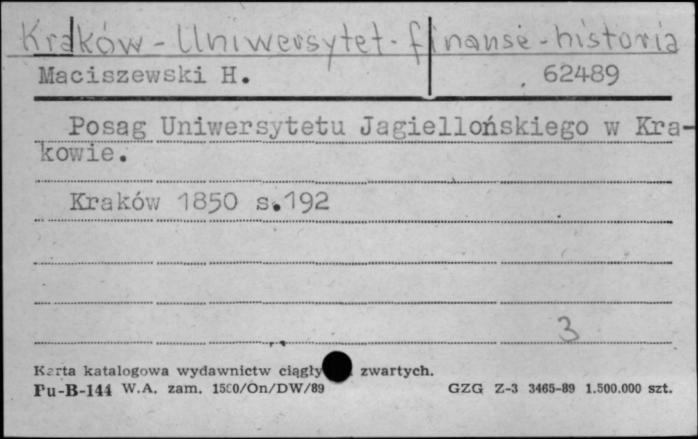 Kraków - Uniwersytet - finanse - historia
Maciszewski H. 62489
Posag Uniwersytetu Jagiellońskiego w Kra-
kowie.
Kraków 1850 s.192
3
Karta katalogowa wydawnictw ciągły zwartych.
Pu-B-144 W.A. zam. 1580/On/DW/89 GZG Z-3 3465-89 1.500.000 szt.